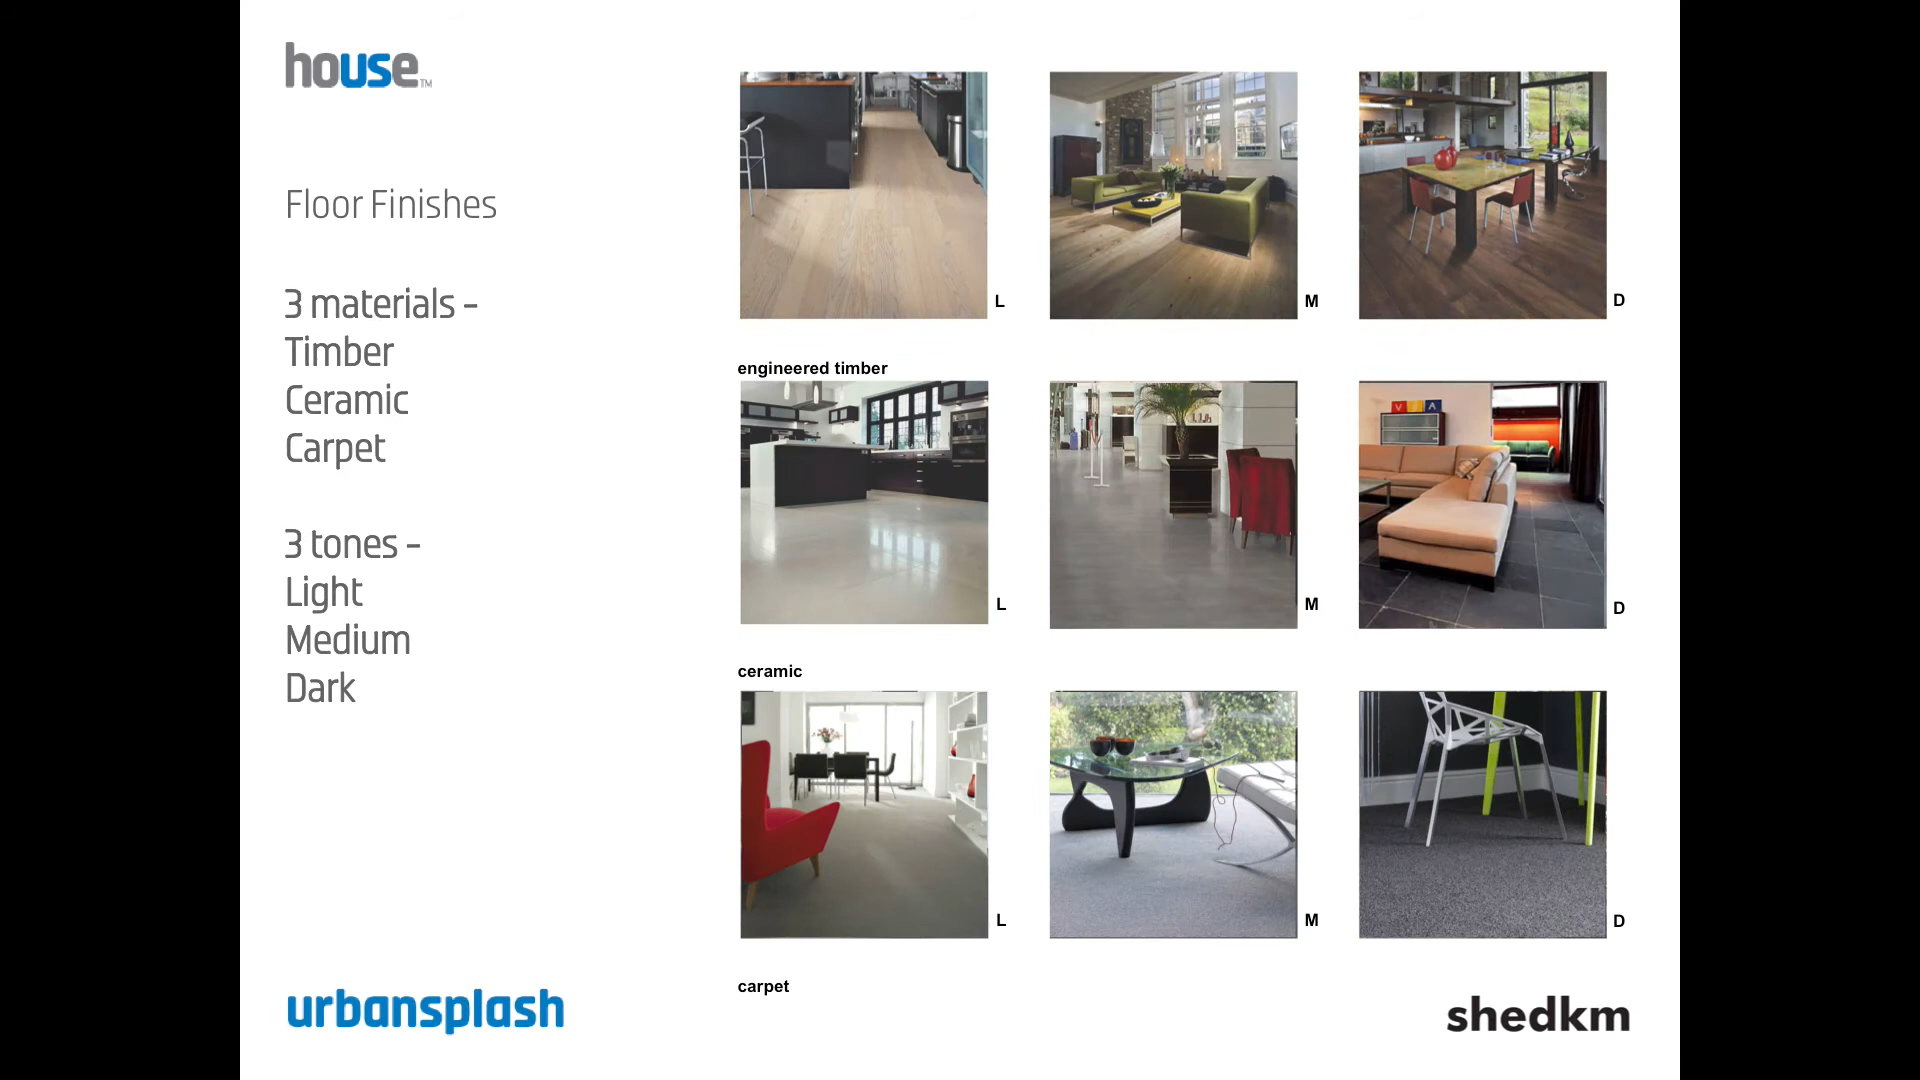 house™
Floor Finishes
3 materials –
Timber
Ceramic
Carpet
3 tones –
Light
Medium
Dark
L
M
D
engineered timber
V I A
L
M
D
ceramic
L
M
D
carpet
urbansplash
shedkm